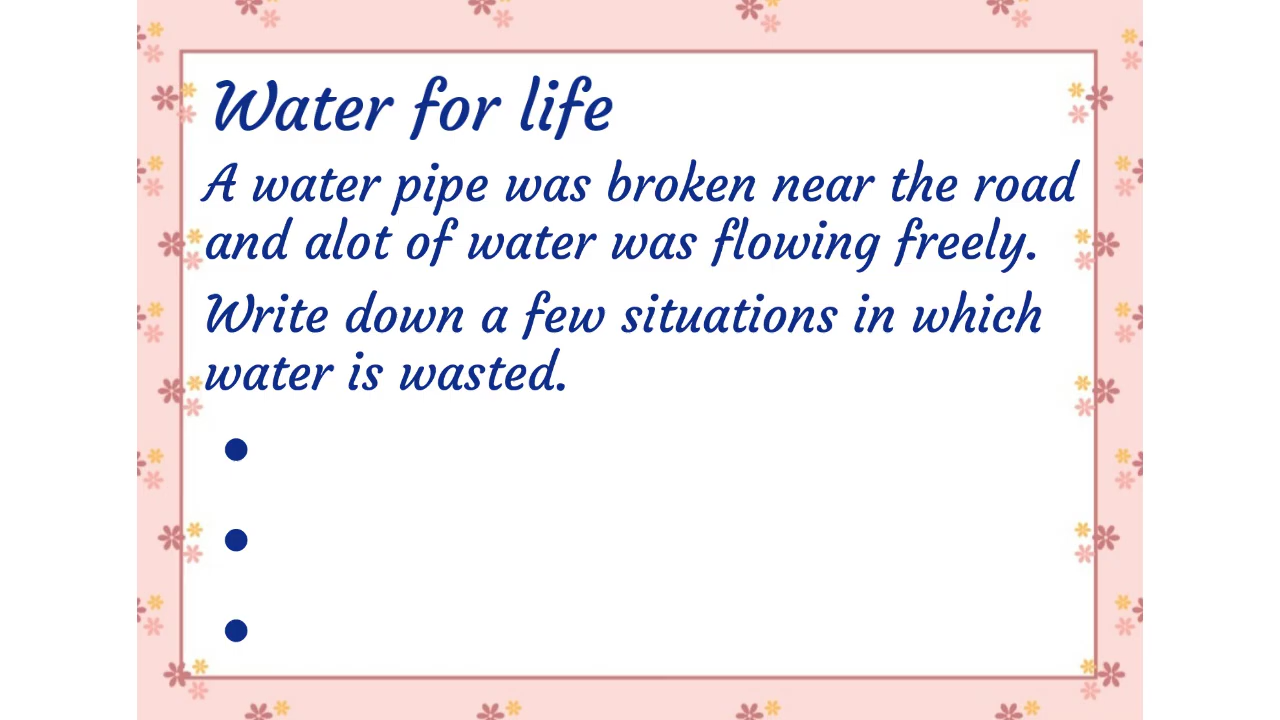 Water for life
A water pipe was broken near the road
and alot of water was flowing freely.
Write down a few situations in which
water is wasted.
●
●
●